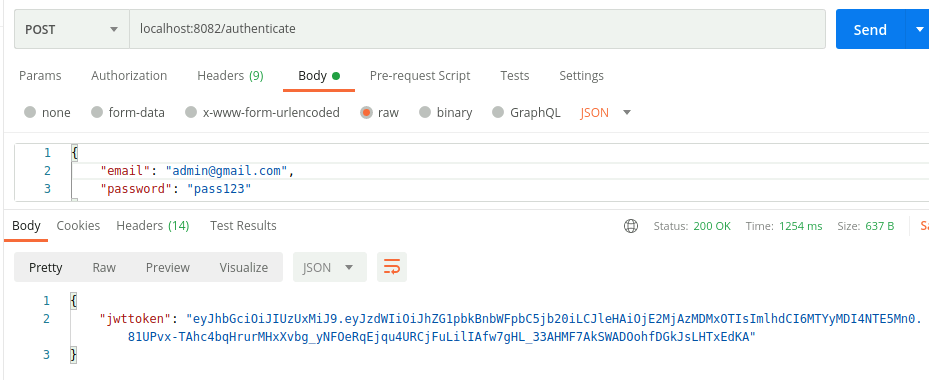 POST localhost:8082/authenticate Send
Params Authorization Headers (9) Body Pre-request Script Tests Settings
none form-data x-www-form-urlencoded raw binary GraphQL JSON
1 {
2 "email": "admin@gmail.com",
3 "password": "pass123"
Body Cookies Headers (14) Test Results Status: 200 OK Time: 1254 ms Size: 637 B
Pretty Raw Preview Visualize JSON
1 {
2 "jwttoken": "eyJhbGciOiJIUzUxMiJ9.eyJzdWIiOiJhZG1pbkBnbWFpbC5jb20iLCJleHAiOjE2MjAzMDMxOTIsImlhdCI6MTYyMDI4NTE5Mn0.
81UPvx-TAhc4bqHrurMHxXvbg_yNFOeRqEjqu4URCjFuLilIAfw7gHL_33AHMF7AkSWADOohfDGkJsLHTxEdKA"
3 }